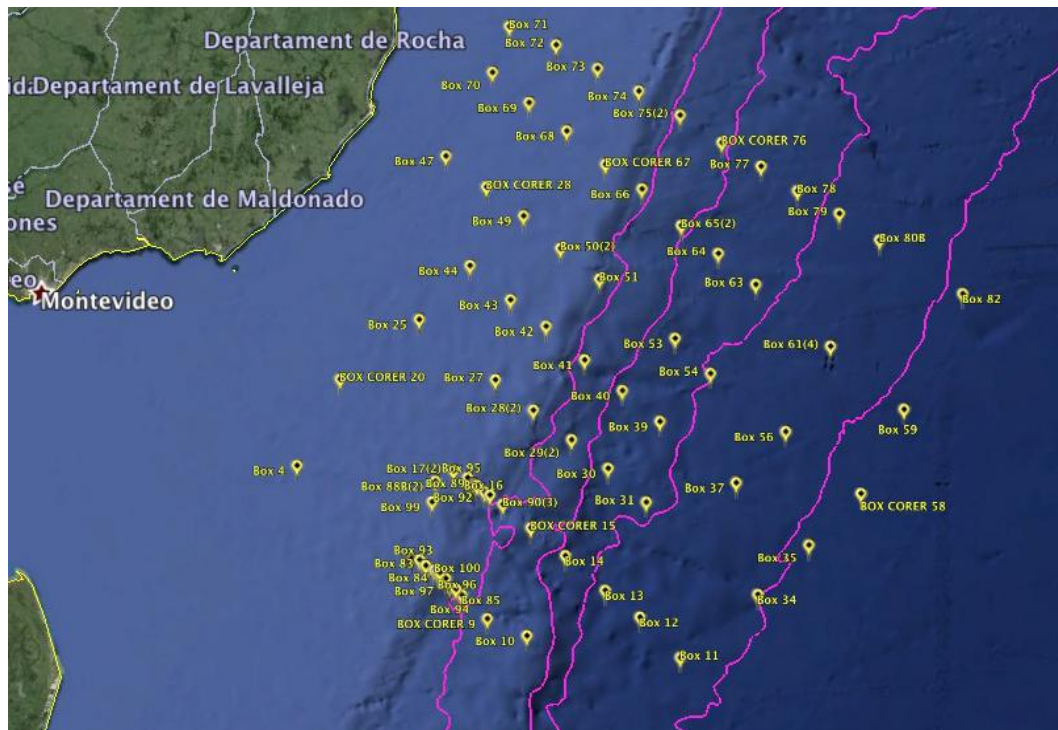 Box 71
Departament de Rocha
Box 72
Box 73
ida
Departament de Lavalleja
Box 70
Box 74
Box 69
Box 75(2)
Box 68
BOX CORER 76
Box 47
BOX CORER 67
Box 77
sé
ones
Departament de Maldonado
BOX CORER 28
Box 66
Box 78
Box 49
Box 79
Box 65(2)
Box 80B
Box 50(2)
Box 64
eo
Montevideo
Box 44
Box 51
Box 63
Box 82
Box 43
Box 25
Box 42
Box 53
Box 61(4)
Box 41
BOX CORER 20
Box 27
Box 54
Box 40
Box 28(2)
Box 39
Box 59
Box 56
Box 29(2)
Box 4
Box 17(2)
Box 95
Box 30
Box 88B(2)
Box 89
Box 16
Box 37
Box 92
Box 99
Box 90(3)
Box 31
BOX CORER 58
BOX CORER 15
Box 93
Box 35
Box 83
Box 100
Box 14
Box 84
Box 96
Box 97
Box 85
Box 13
Box 34
Box 94
BOX CORER 9
Box 12
Box 10
Box 11